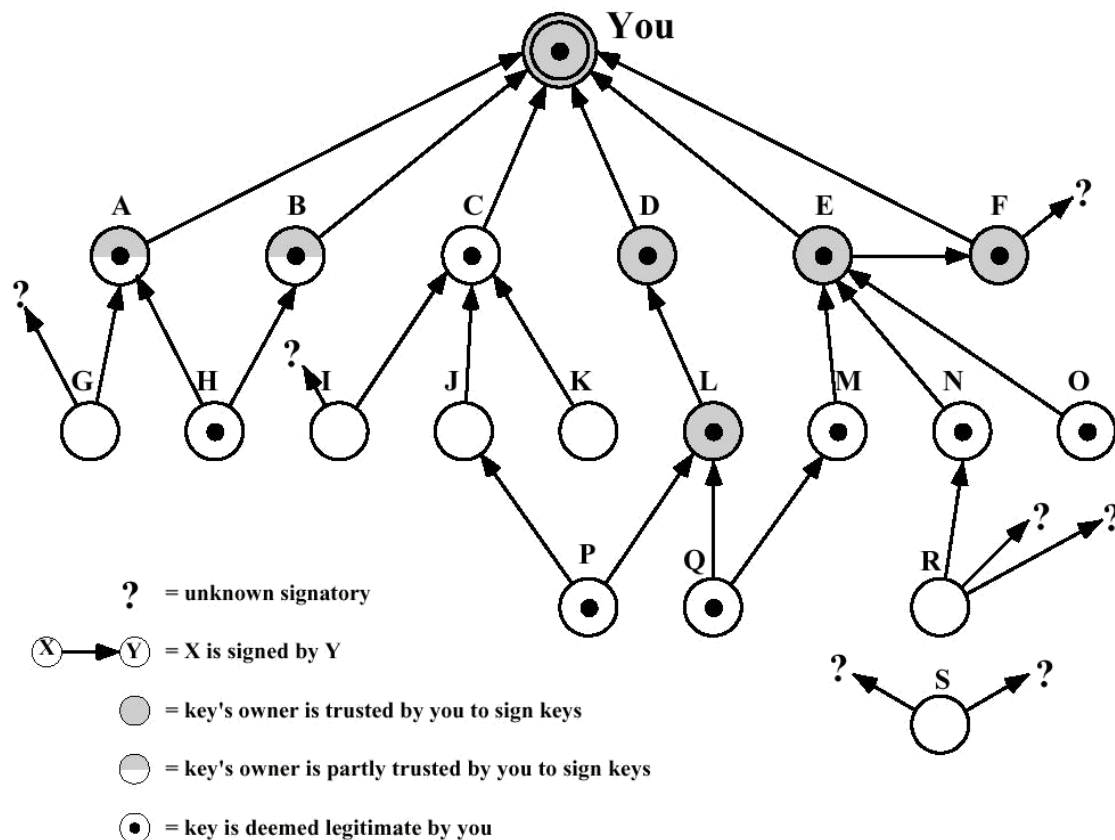 You
A B C D E F ?
? G H ? I J K L M N O
P Q R ? ?
? = unknown signatory
X Y = X is signed by Y
? S ?
= key's owner is trusted by you to sign keys
= key's owner is partly trusted by you to sign keys
= key is deemed legitimate by you